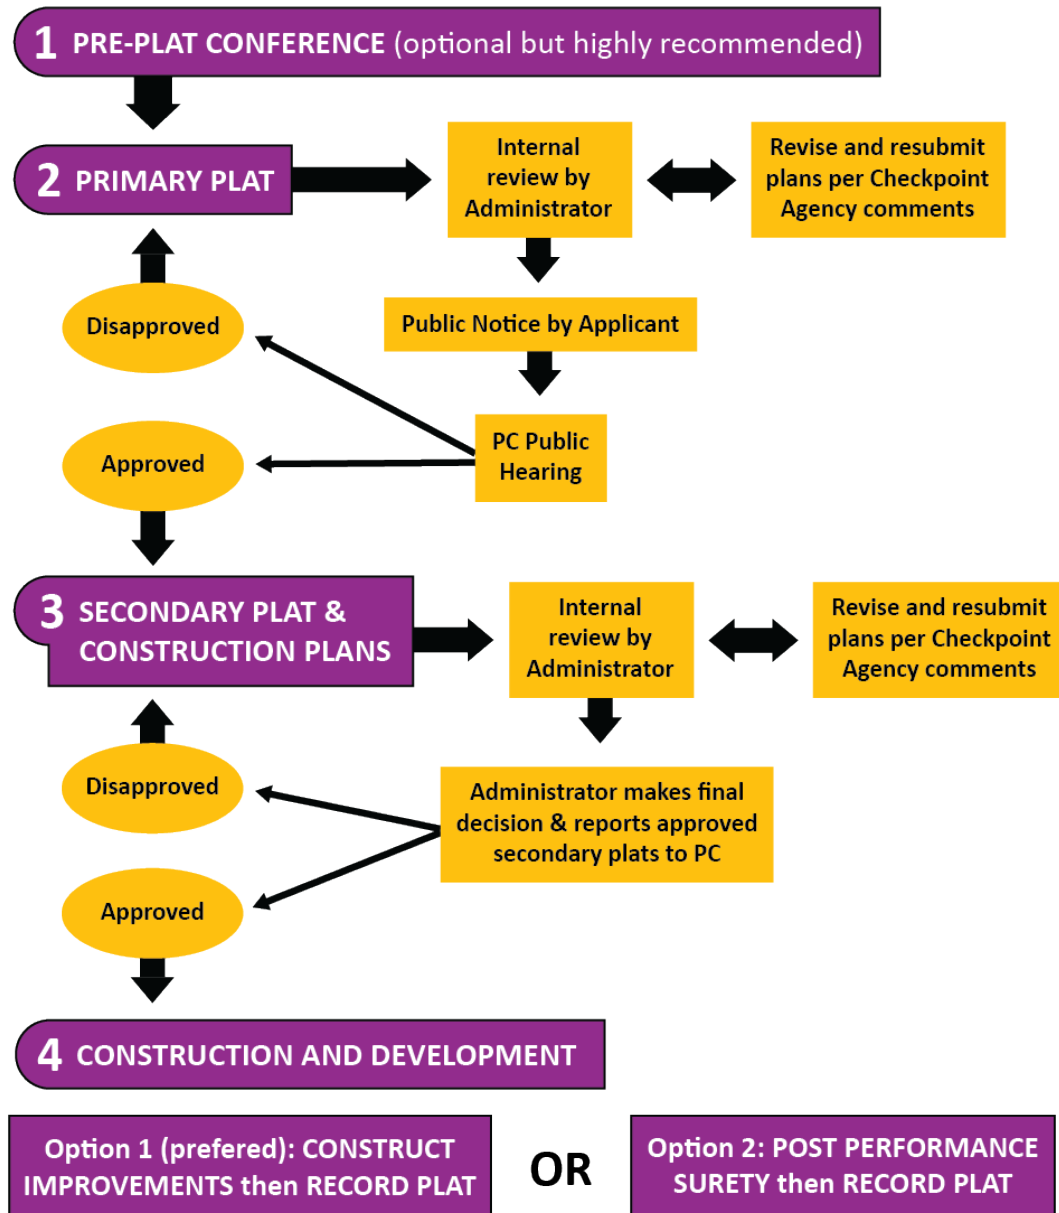 1 PRE-PLAT CONFERENCE (optional but highly recommended)
2 PRIMARY PLAT
Internal
review by
Administrator
Revise and resubmit
plans per Checkpoint
Agency comments
Disapproved
Public Notice by Applicant
Approved
PC Public
Hearing
3 SECONDARY PLAT &
CONSTRUCTION PLANS
Internal
review by
Administrator
Revise and resubmit
plans per Checkpoint
Agency comments
Disapproved
Administrator makes final
decision & reports approved
secondary plats to PC
Approved
4 CONSTRUCTION AND DEVELOPMENT
Option 1 (prefered): CONSTRUCT
IMPROVEMENTS then RECORD PLAT
OR
Option 2: POST PERFORMANCE
SURETY then RECORD PLAT